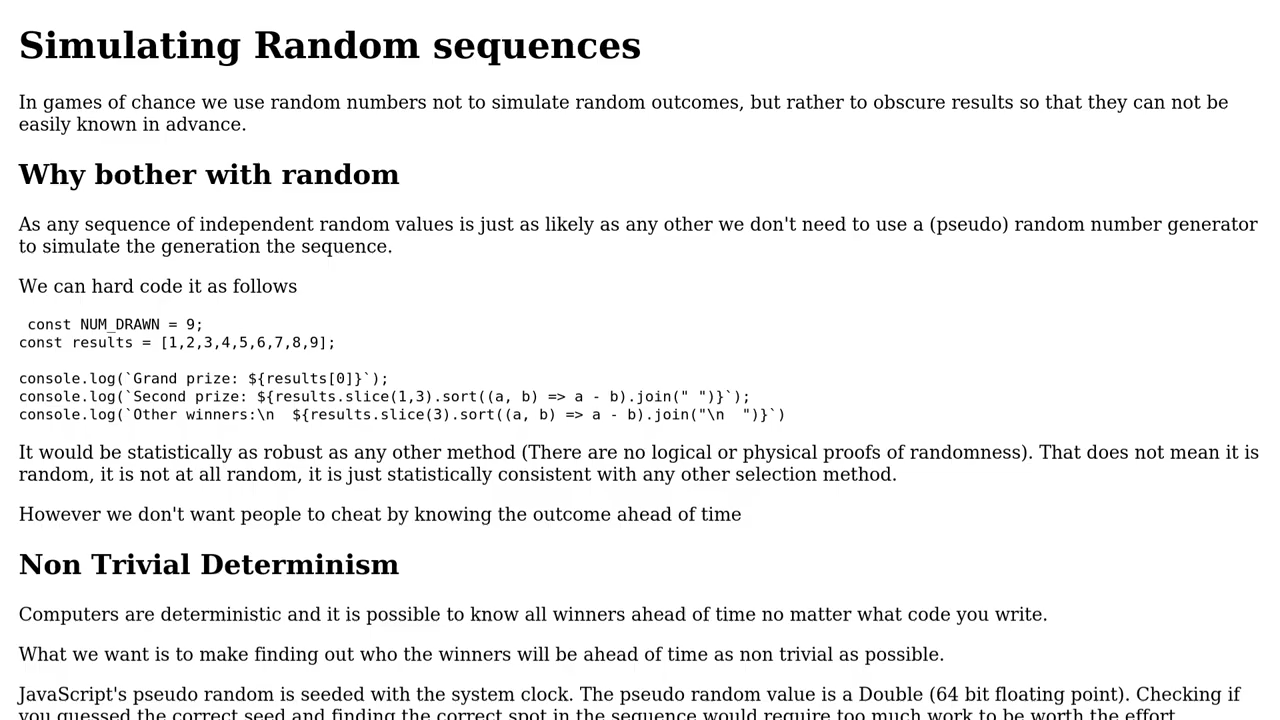 Simulating Random sequences
In games of chance we use random numbers not to simulate random outcomes, but rather to obscure results so that they can not be
easily known in advance.
Why bother with random
As any sequence of independent random values is just as likely as any other we don't need to use a (pseudo) random number generator
to simulate the generation the sequence.
We can hard code it as follows
const NUM_DRAWN = 9;
const results = [1,2,3,4,5,6,7,8,9];
console.log(`Grand prize: ${results[0]}`);
console.log(`Second prize: ${results.slice(1,3).sort((a, b) => a - b).join(" ")}`);
console.log(`Other winners:\n  ${results.slice(3).sort((a, b) => a - b).join("\n  ")}`)
It would be statistically as robust as any other method (There are no logical or physical proofs of randomness). That does not mean it is
random, it is not at all random, it is just statistically consistent with any other selection method.
However we don't want people to cheat by knowing the outcome ahead of time
Non Trivial Determinism
Computers are deterministic and it is possible to know all winners ahead of time no matter what code you write.
What we want is to make finding out who the winners will be ahead of time as non trivial as possible.
JavaScript's pseudo random is seeded with the system clock. The pseudo random value is a Double (64 bit floating point). Checking if
you guessed the correct seed and finding the correct spot in the sequence would require too much work to be worth the effort